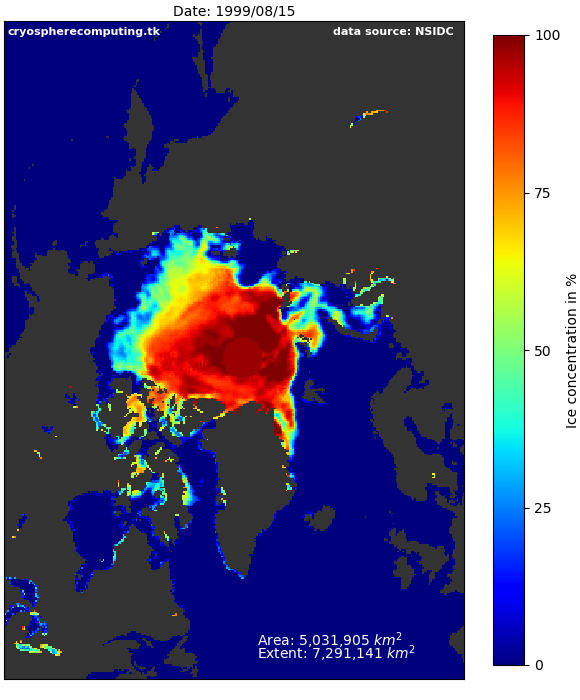 Date: 1999/08/15
cryospherecomputing.tk
data source: NSIDC
100
75
50
25
0
Ice concentration in %
Area: 5,031,905 km²
Extent: 7,291,141 km²